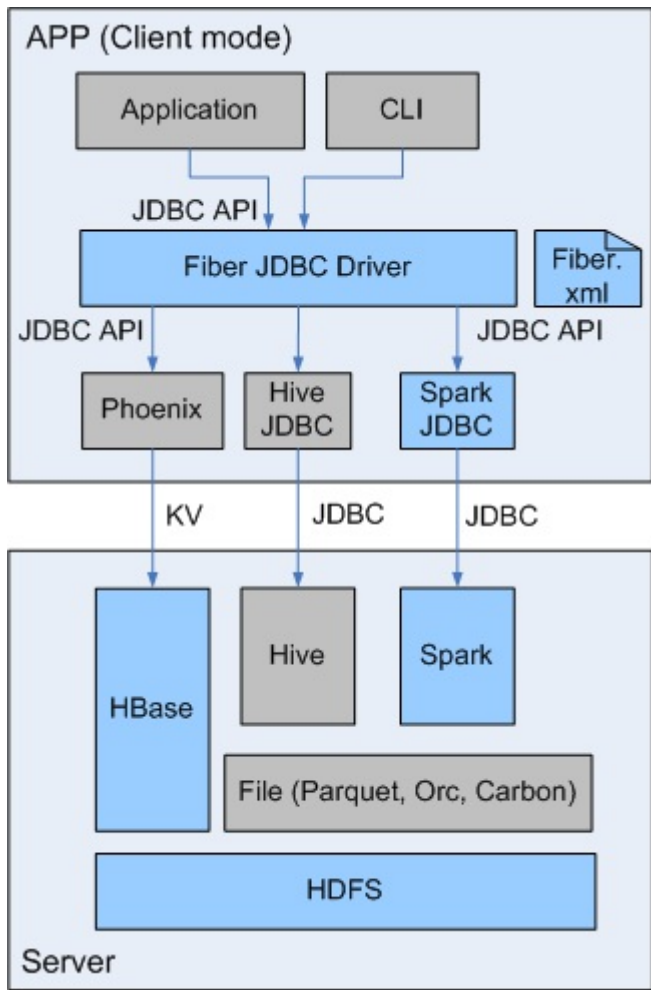 APP (Client mode)
Application
CLI
JDBC API
Fiber JDBC Driver
Fiber.
xml
JDBC API
JDBC API
Phoenix
Hive
JDBC
Spark
JDBC
KV
JDBC
JDBC
HBase
Hive
Spark
File (Parquet, Orc, Carbon)
HDFS
Server